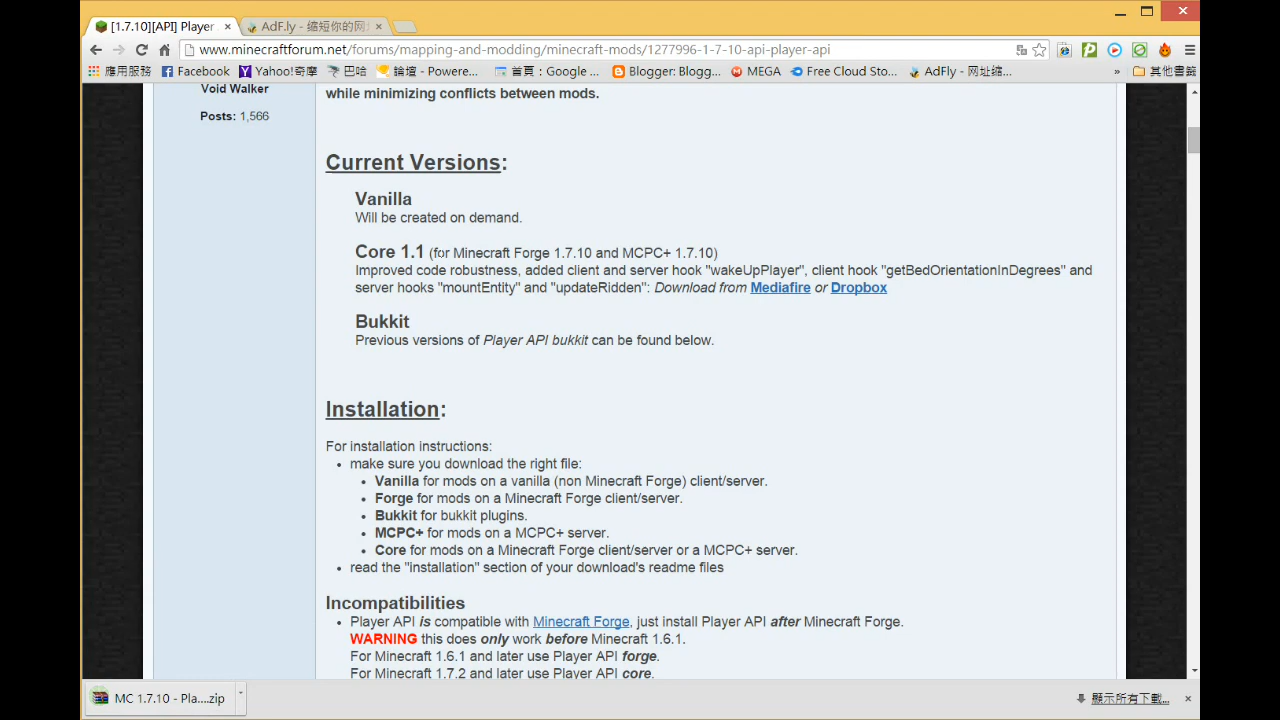 [1.7.10][API] Player
AdF.ly - 縮短你的网
www.minecraftforum.net/forums/mapping-and-modding/minecraft-mods/1277996-1-7-10-api-player-api
應用服務 Facebook Yahoo!奇摩 巴哈 論壇 - Powere... 首頁：Google ... Blogger: Blogg... MEGA Free Cloud Sto... AdFly - 网址缩... » 其他書籤
Void Walker
Posts: 1,566
while minimizing conflicts between mods.
Current Versions:
Vanilla
Will be created on demand.
Core 1.1 (for Minecraft Forge 1.7.10 and MCPC+ 1.7.10)
Improved code robustness, added client and server hook "wakeUpPlayer", client hook "getBedOrientationInDegrees" and
server hooks "mountEntity" and "updateRidden": Download from Mediafire or Dropbox
Bukkit
Previous versions of Player API bukkit can be found below.
Installation:
For installation instructions:
• make sure you download the right file:
• Vanilla for mods on a vanilla (non Minecraft Forge) client/server.
• Forge for mods on a Minecraft Forge client/server.
• Bukkit for bukkit plugins.
• MCPC+ for mods on a MCPC+ server.
• Core for mods on a Minecraft Forge client/server or a MCPC+ server.
• read the "installation" section of your download's readme files
Incompatibilities
• Player API is compatible with Minecraft Forge, just install Player API after Minecraft Forge.
WARNING this does only work before Minecraft 1.6.1.
For Minecraft 1.6.1 and later use Player API forge.
For Minecraft 1.7.2 and later use Player API core.
MC 1.7.10 - Pla....zip
顯示所有下載...